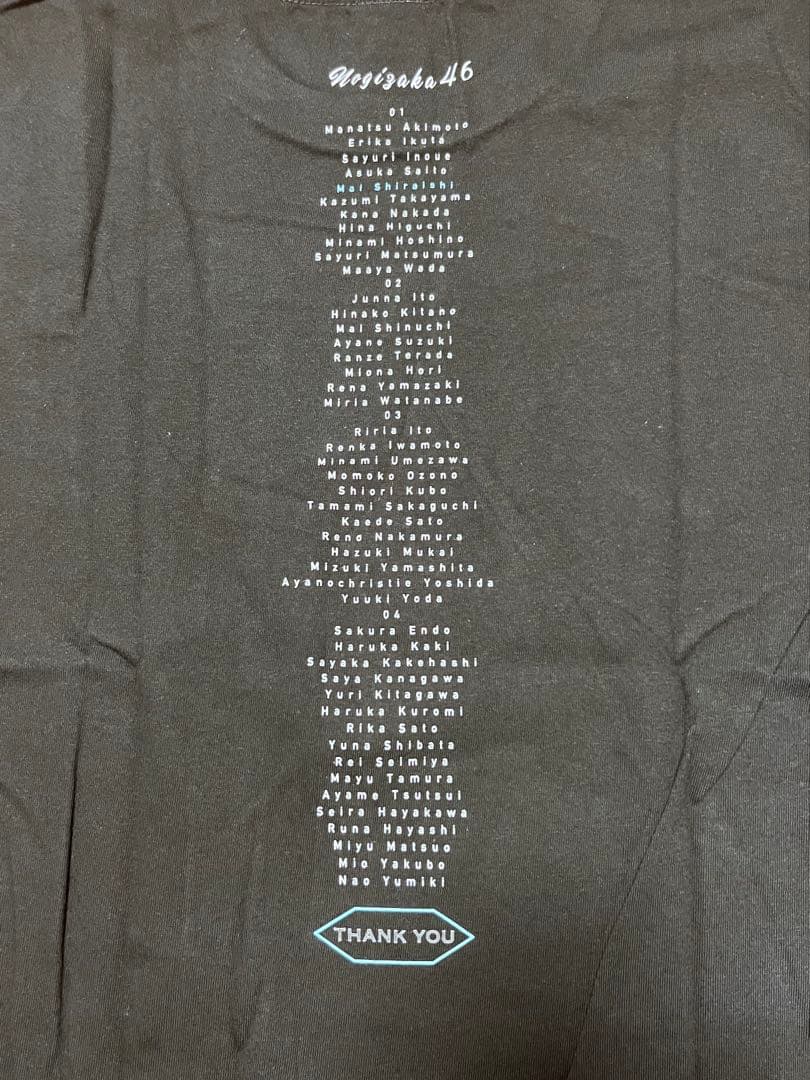 Nogizaka46
01
Manatsu Akimoto
Erika Ikuta
Sayuri Inoue
Asuka Saito
Mai Shiraishi
Kazumi Takayama
Kana Nakada
Hina Higuchi
Minami Hoshino
Sayuri Matsumura
Maaya Wada
02
Junna Ito
Hinako Kitano
Mai Shinuchi
Ayane Suzuki
Ranze Terada
Miona Hori
Rena Yamazaki
Miria Watanabe
03
Riria Ito
Renka Iwamoto
Minami Umezawa
Momoko Ozono
Shiori Kubo
Tamami Sakaguchi
Kaede Sato
Reno Nakamura
Hazuki Mukai
Mizuki Yamashita
Ayanochristie Yoshida
Yuuki Yoda
04
Sakura Endo
Haruka Kaki
Sayaka Kakehashi
Saya Kanagawa
Yuri Kitagawa
Haruka Kuromi
Rika Sato
Yuna Shibata
Rei Seimiya
Mayu Tamura
Ayame Tsutsui
Seira Hayakawa
Runa Hayashi
Miyu Matsuo
Mio Yakubo
Nao Yumiki
THANK YOU